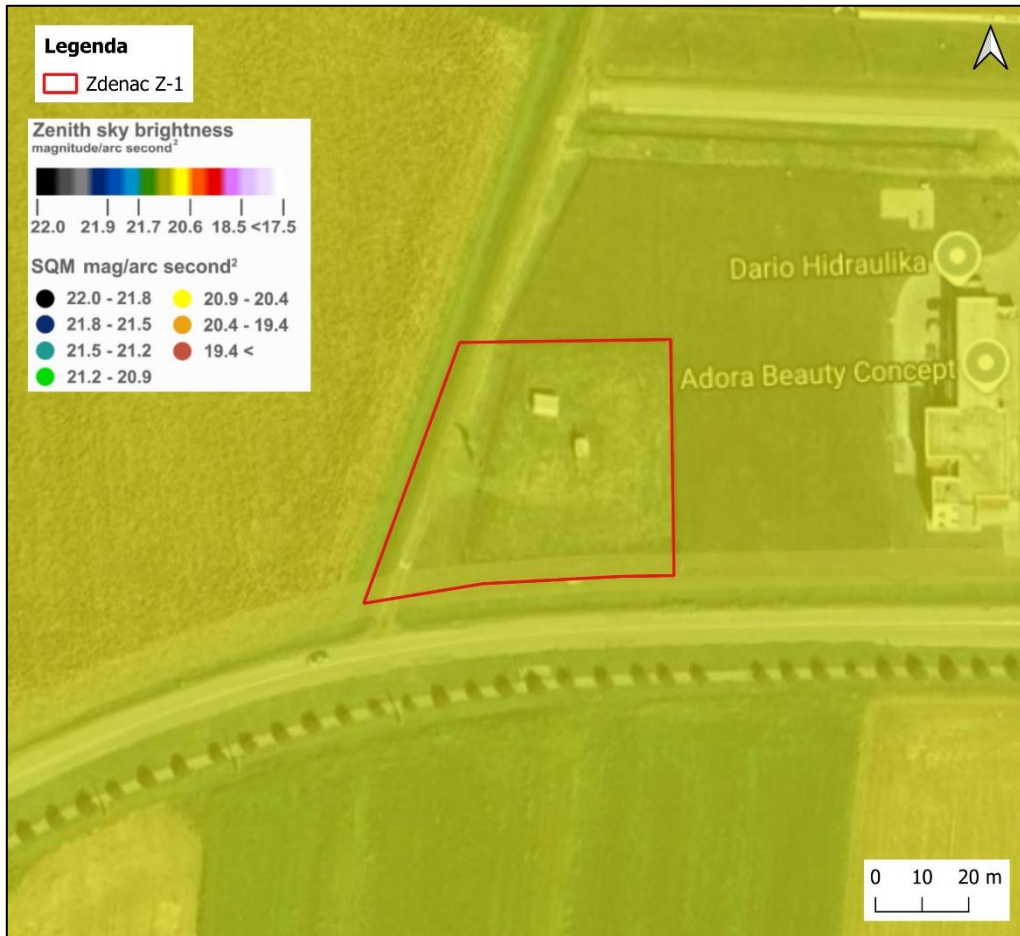 Legenda
Zdenac Z-1
Zenith sky brightness
magnitude/arc second²
22.0 21.9 21.7 20.6 18.5 <17.5
SQM mag/arc second²
22.0 - 21.8
21.8 - 21.5
21.5 - 21.2
21.2 - 20.9
20.9 - 20.4
20.4 - 19.4
19.4 <
Dario Hidraulika
Adora Beauty Concept
0 10 20 m